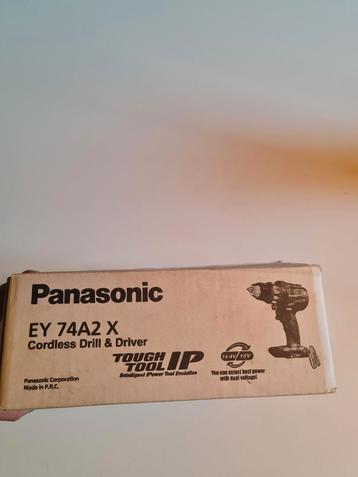 Panasonic
EY 74A2 X
Cordless Drill & Driver
TOUGH TOOL IP
Intelligent Power Tool Evolution
14.4V / 18V
You can select best power
with dual voltage!
Panasonic Corporation
Made in P.R.C.